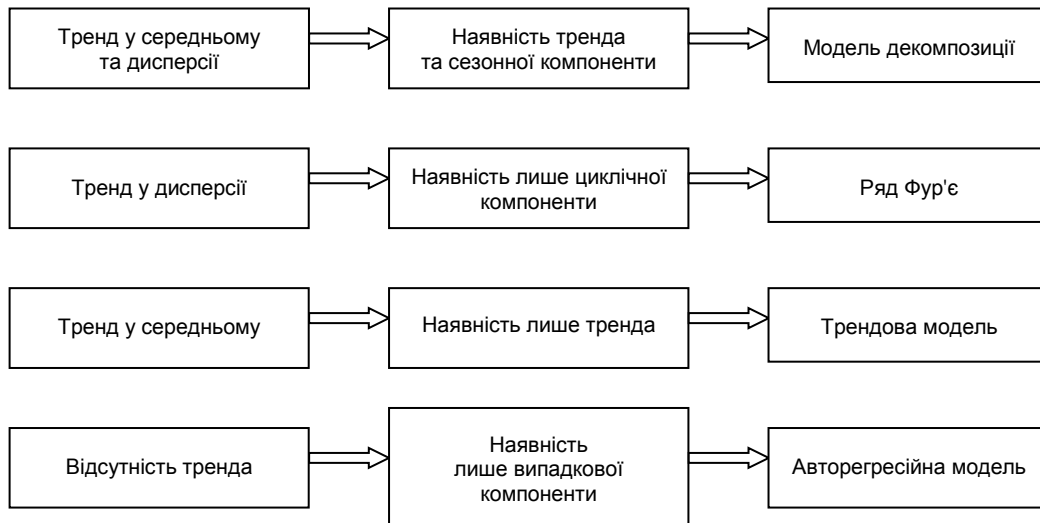 Тренд у середньому
та дисперсії
Наявність тренда
та сезонної компоненти
Модель декомпозиції
Тренд у дисперсії
Наявність лише циклічної
компоненти
Ряд Фур'є
Тренд у середньому
Наявність лише тренда
Трендова модель
Відсутність тренда
Наявність
лише випадкової
компоненти
Авторегресійна модель